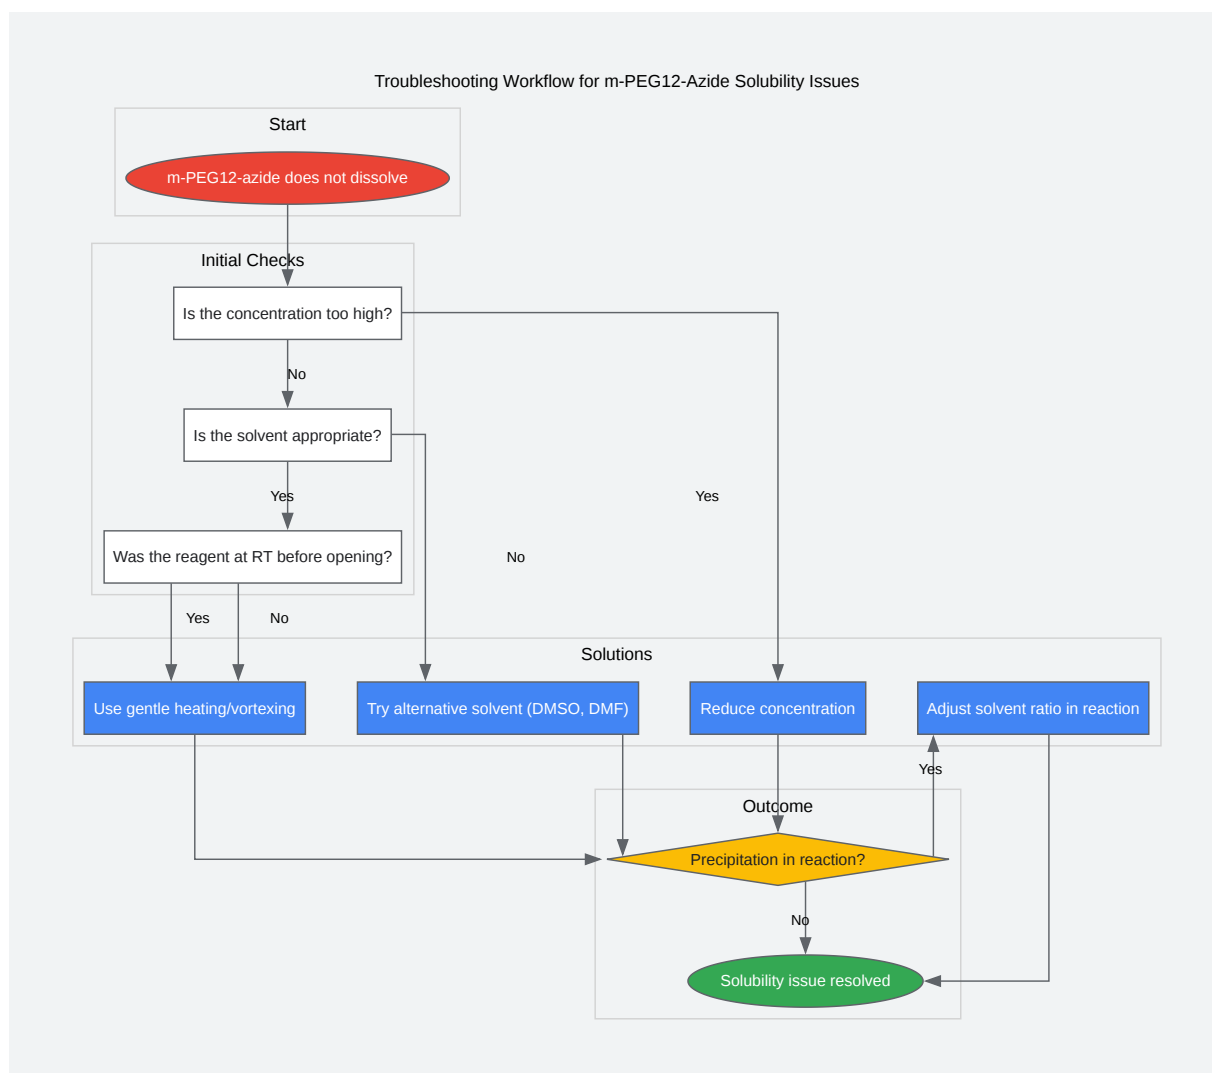 Troubleshooting Workflow for m-PEG12-Azide Solubility Issues
Start
m-PEG12-azide does not dissolve
Initial Checks
Is the concentration too high?
No
Is the solvent appropriate?
Yes
Yes
No
Was the reagent at RT before opening?
Yes
No
Solutions
Use gentle heating/vortexing
Try alternative solvent (DMSO, DMF)
Reduce concentration
Adjust solvent ratio in reaction
Yes
Outcome
Precipitation in reaction?
No
Solubility issue resolved